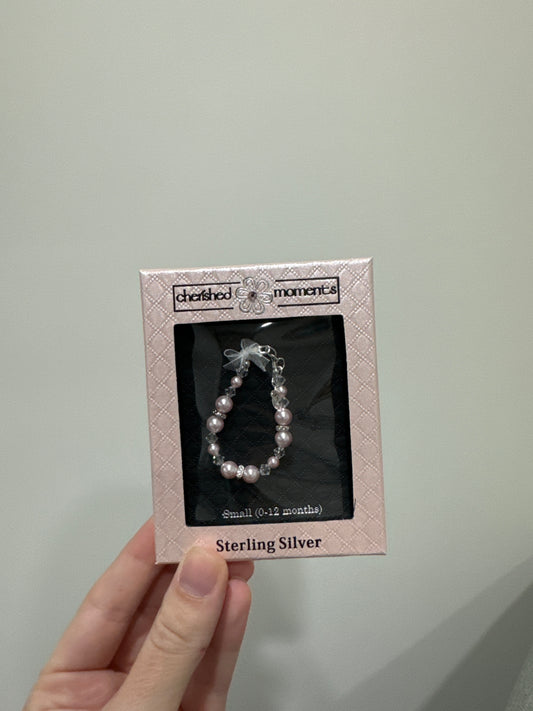 cherished moments
Small (0-12 months)
Sterling Silver